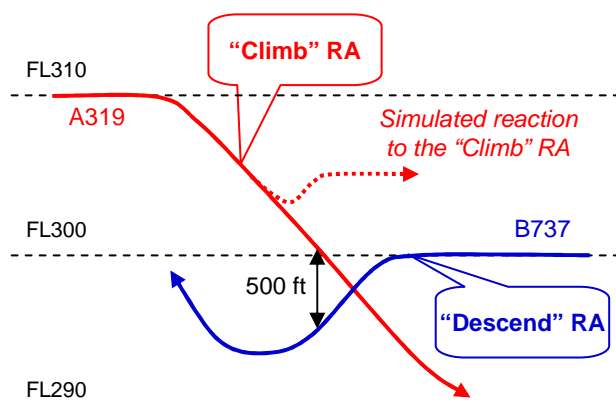 “Climb” RA
FL310
A319
Simulated reaction
to the “Climb” RA
FL300
B737
500 ft
“Descend” RA
FL290